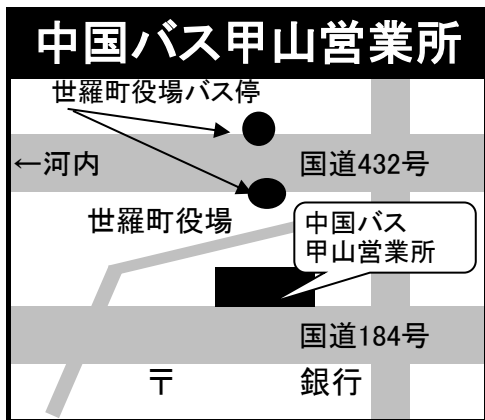 中国バス甲山営業所
世羅町役場バス停
←河内
国道432号
世羅町役場
中国バス
甲山営業所
国道184号
〒
銀行